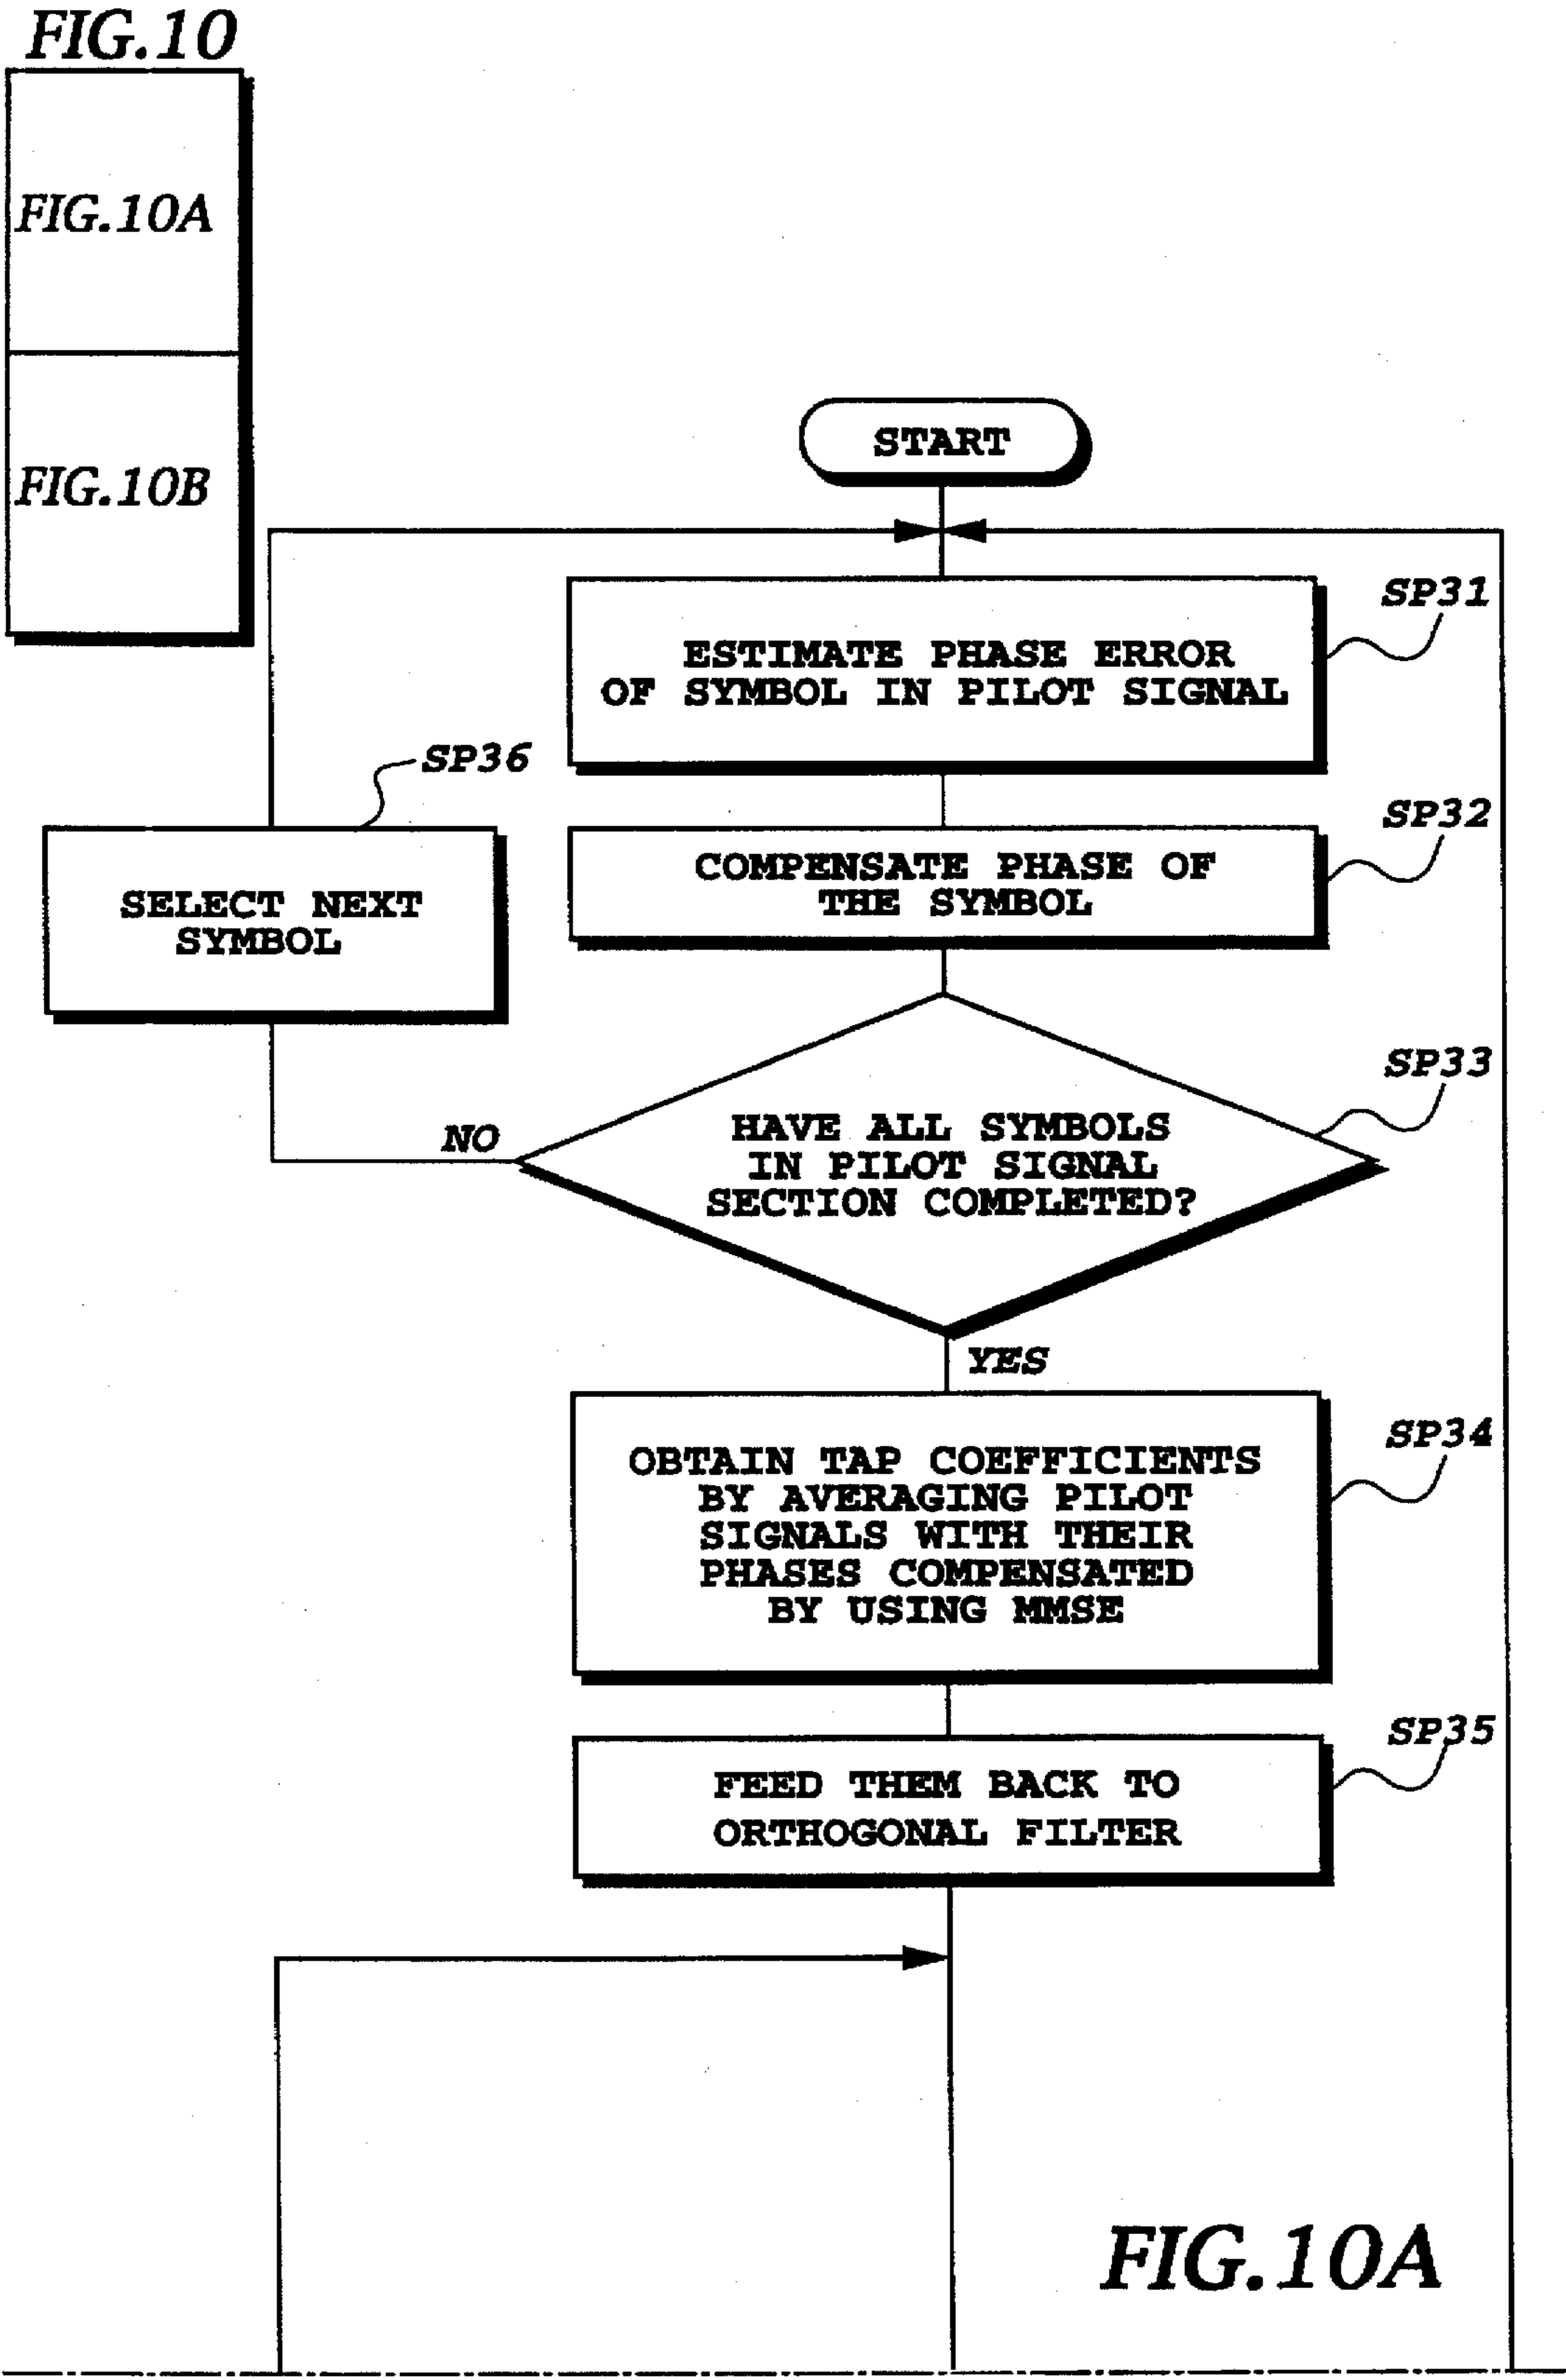 FIG.10
FIG.10A
FIG.10B
START
SP31
ESTIMATE PHASE ERROR
OF SYMBOL IN PILOT SIGNAL
SP36
SELECT NEXT
SYMBOL
SP32
COMPENSATE PHASE OF
THE SYMBOL
SP33
NO
HAVE ALL SYMBOLS
IN PILOT SIGNAL
SECTION COMPLETED?
YES
SP34
OBTAIN TAP COEFFICIENTS
BY AVERAGING PILOT
SIGNALS WITH THEIR
PHASES COMPENSATED
BY USING MMSE
SP35
FEED THEM BACK TO
ORTHOGONAL FILTER
FIG.10A